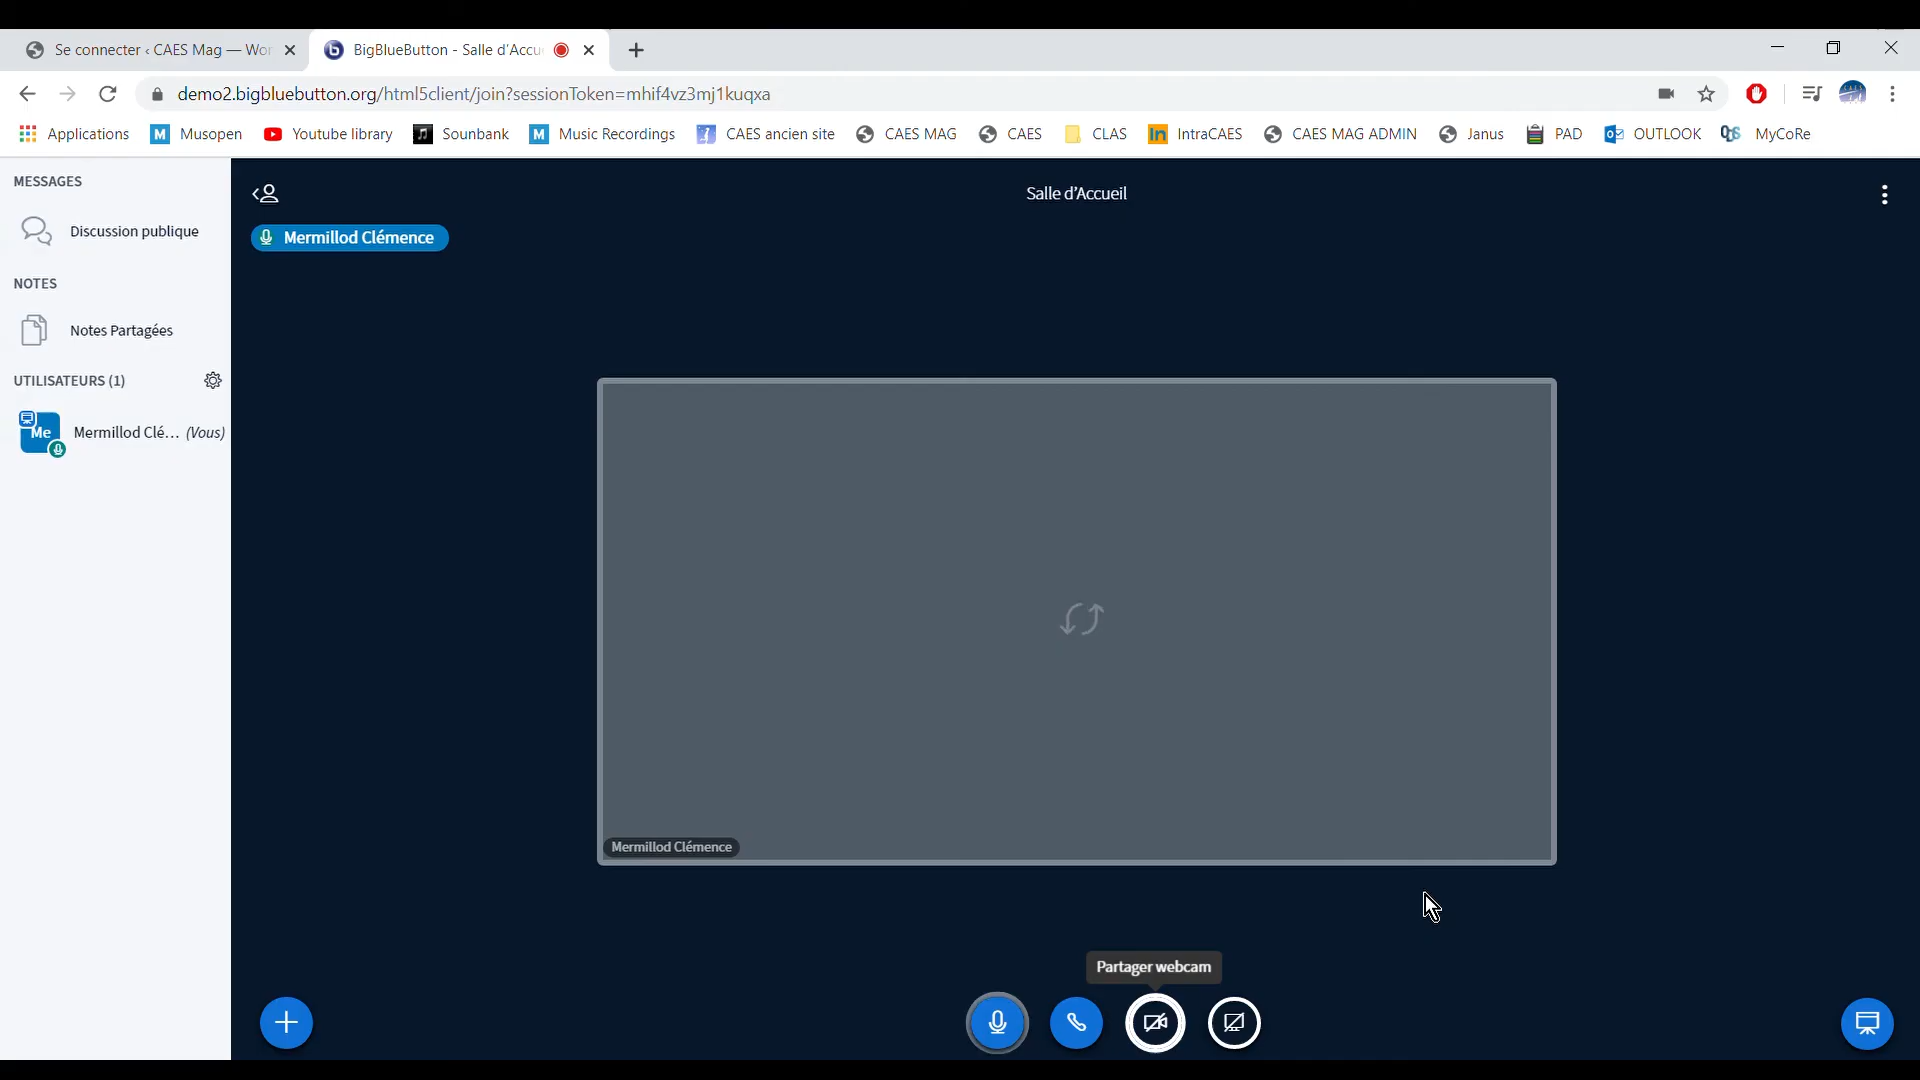 Se connecter ‹ CAES Mag — Wor
BigBlueButton - Salle d'Accu
demo2.bigbluebutton.org/html5client/join?sessionToken=mhif4vz3mj1kuqxa
Applications
M Musopen
Youtube library
Sounbank
M Music Recordings
CAES ancien site
CAES MAG
CAES
CLAS
In IntraCAES
CAES MAG ADMIN
Janus
PAD
OUTLOOK
MyCoRe
MESSAGES
Discussion publique
NOTES
Notes Partagées
UTILISATEURS (1)
Me
Mermillod Clé... (Vous)
Salle d'Accueil
Mermillod Clémence
Mermillod Clémence
Partager webcam